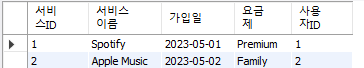 서비스ID 서비스이름 가입일 요금제 사용자ID
1 Spotify 2023-05-01 Premium 1
2 Apple Music 2023-05-02 Family 2